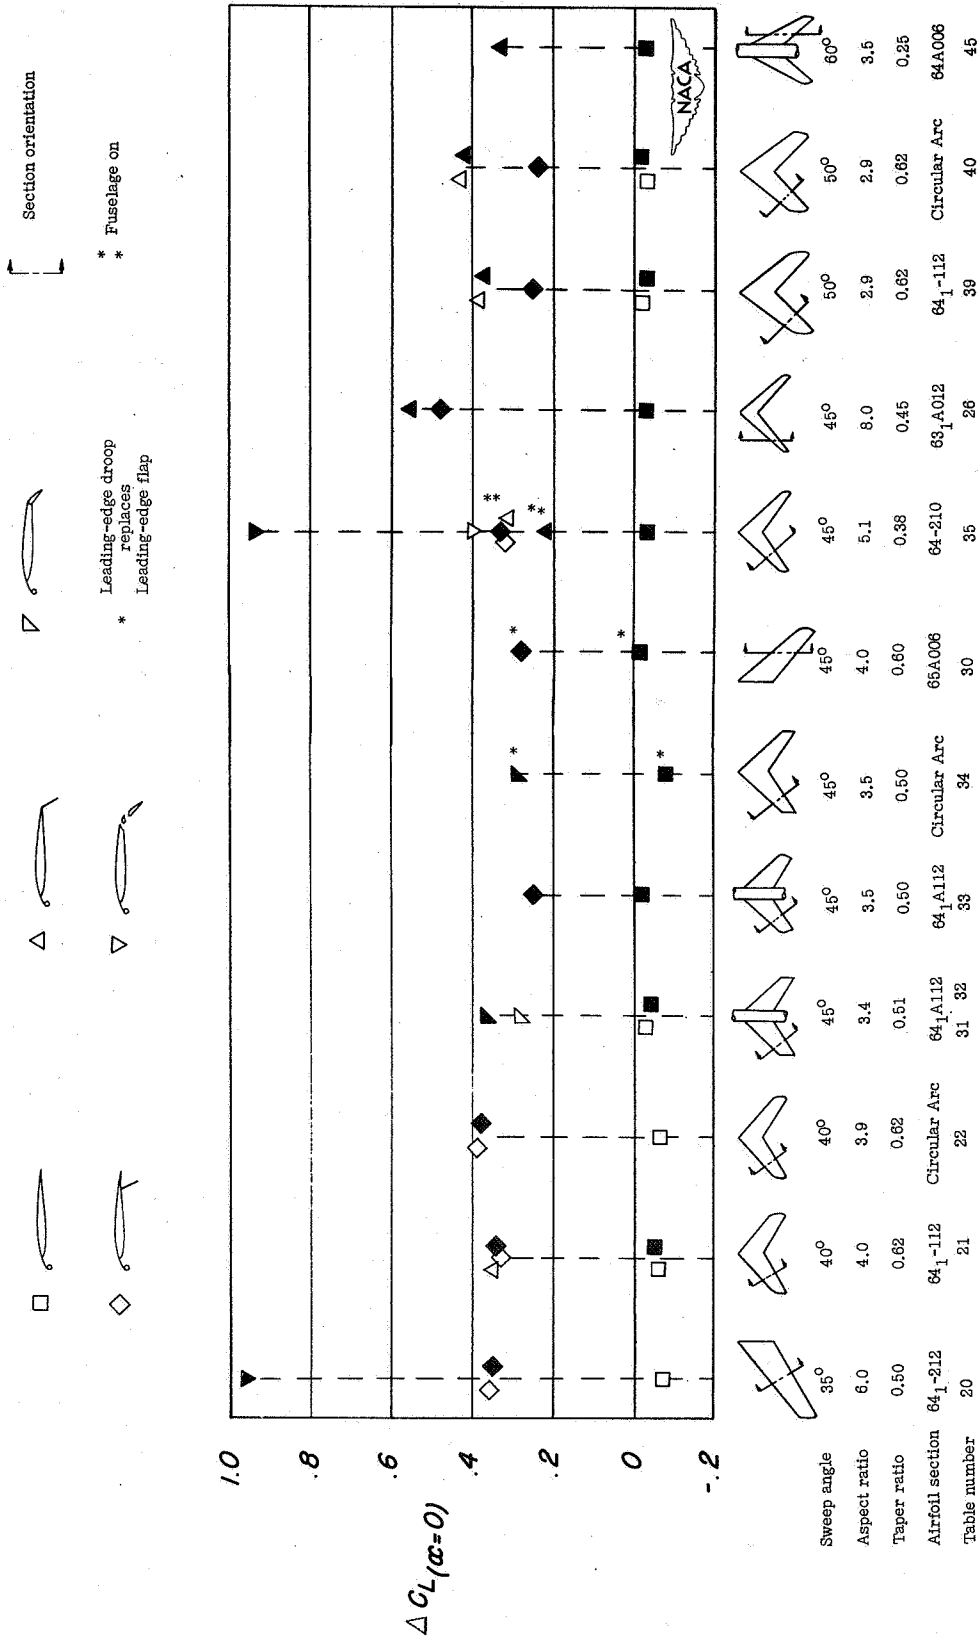 Section orientation
* Leading-edge droop
replaces
Leading-edge flap
*
* Fuselage on
ΔC_L(α=0)
1.0
.8
.6
.4
.2
0
-.2
*
*
*
*
**
*
*
NACA
Sweep angle 35° 40° 40° 45° 45° 45° 45° 45° 45° 50° 50° 60°
Aspect ratio 6.0 4.0 3.9 3.4 3.5 3.5 4.0 5.1 8.0 2.9 2.9 3.5
Taper ratio 0.50 0.62 0.62 0.51 0.50 0.50 0.60 0.38 0.45 0.62 0.62 0.25
Airfoil section 64₁-212 64₁-112 Circular Arc 64₁A112 64₁A112 Circular Arc 65A006 64-210 63₁A012 64₁-112 Circular Arc 64A006
Table number 20 21 22 31 32 33 34 30 35 26 39 40 45